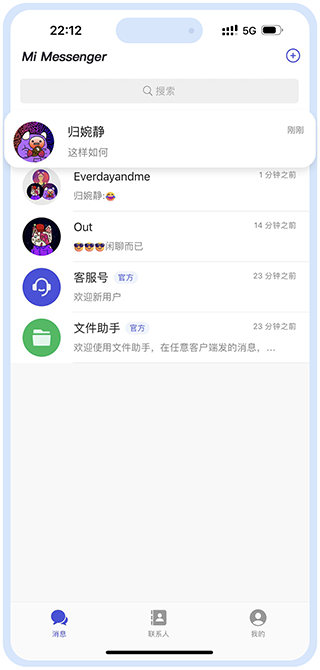 22:12
5G
Mi Messenger
搜索
归婉静
刚刚
这样如何
Everdayandme
1 分钟之前
归婉静:😂
Out
14 分钟之前
😎😎😎闲聊而已
客服号 官方
23 分钟之前
欢迎新用户
文件助手 官方
23 分钟之前
欢迎使用文件助手，在任意客户端发的消息，...
消息
联系人
我的